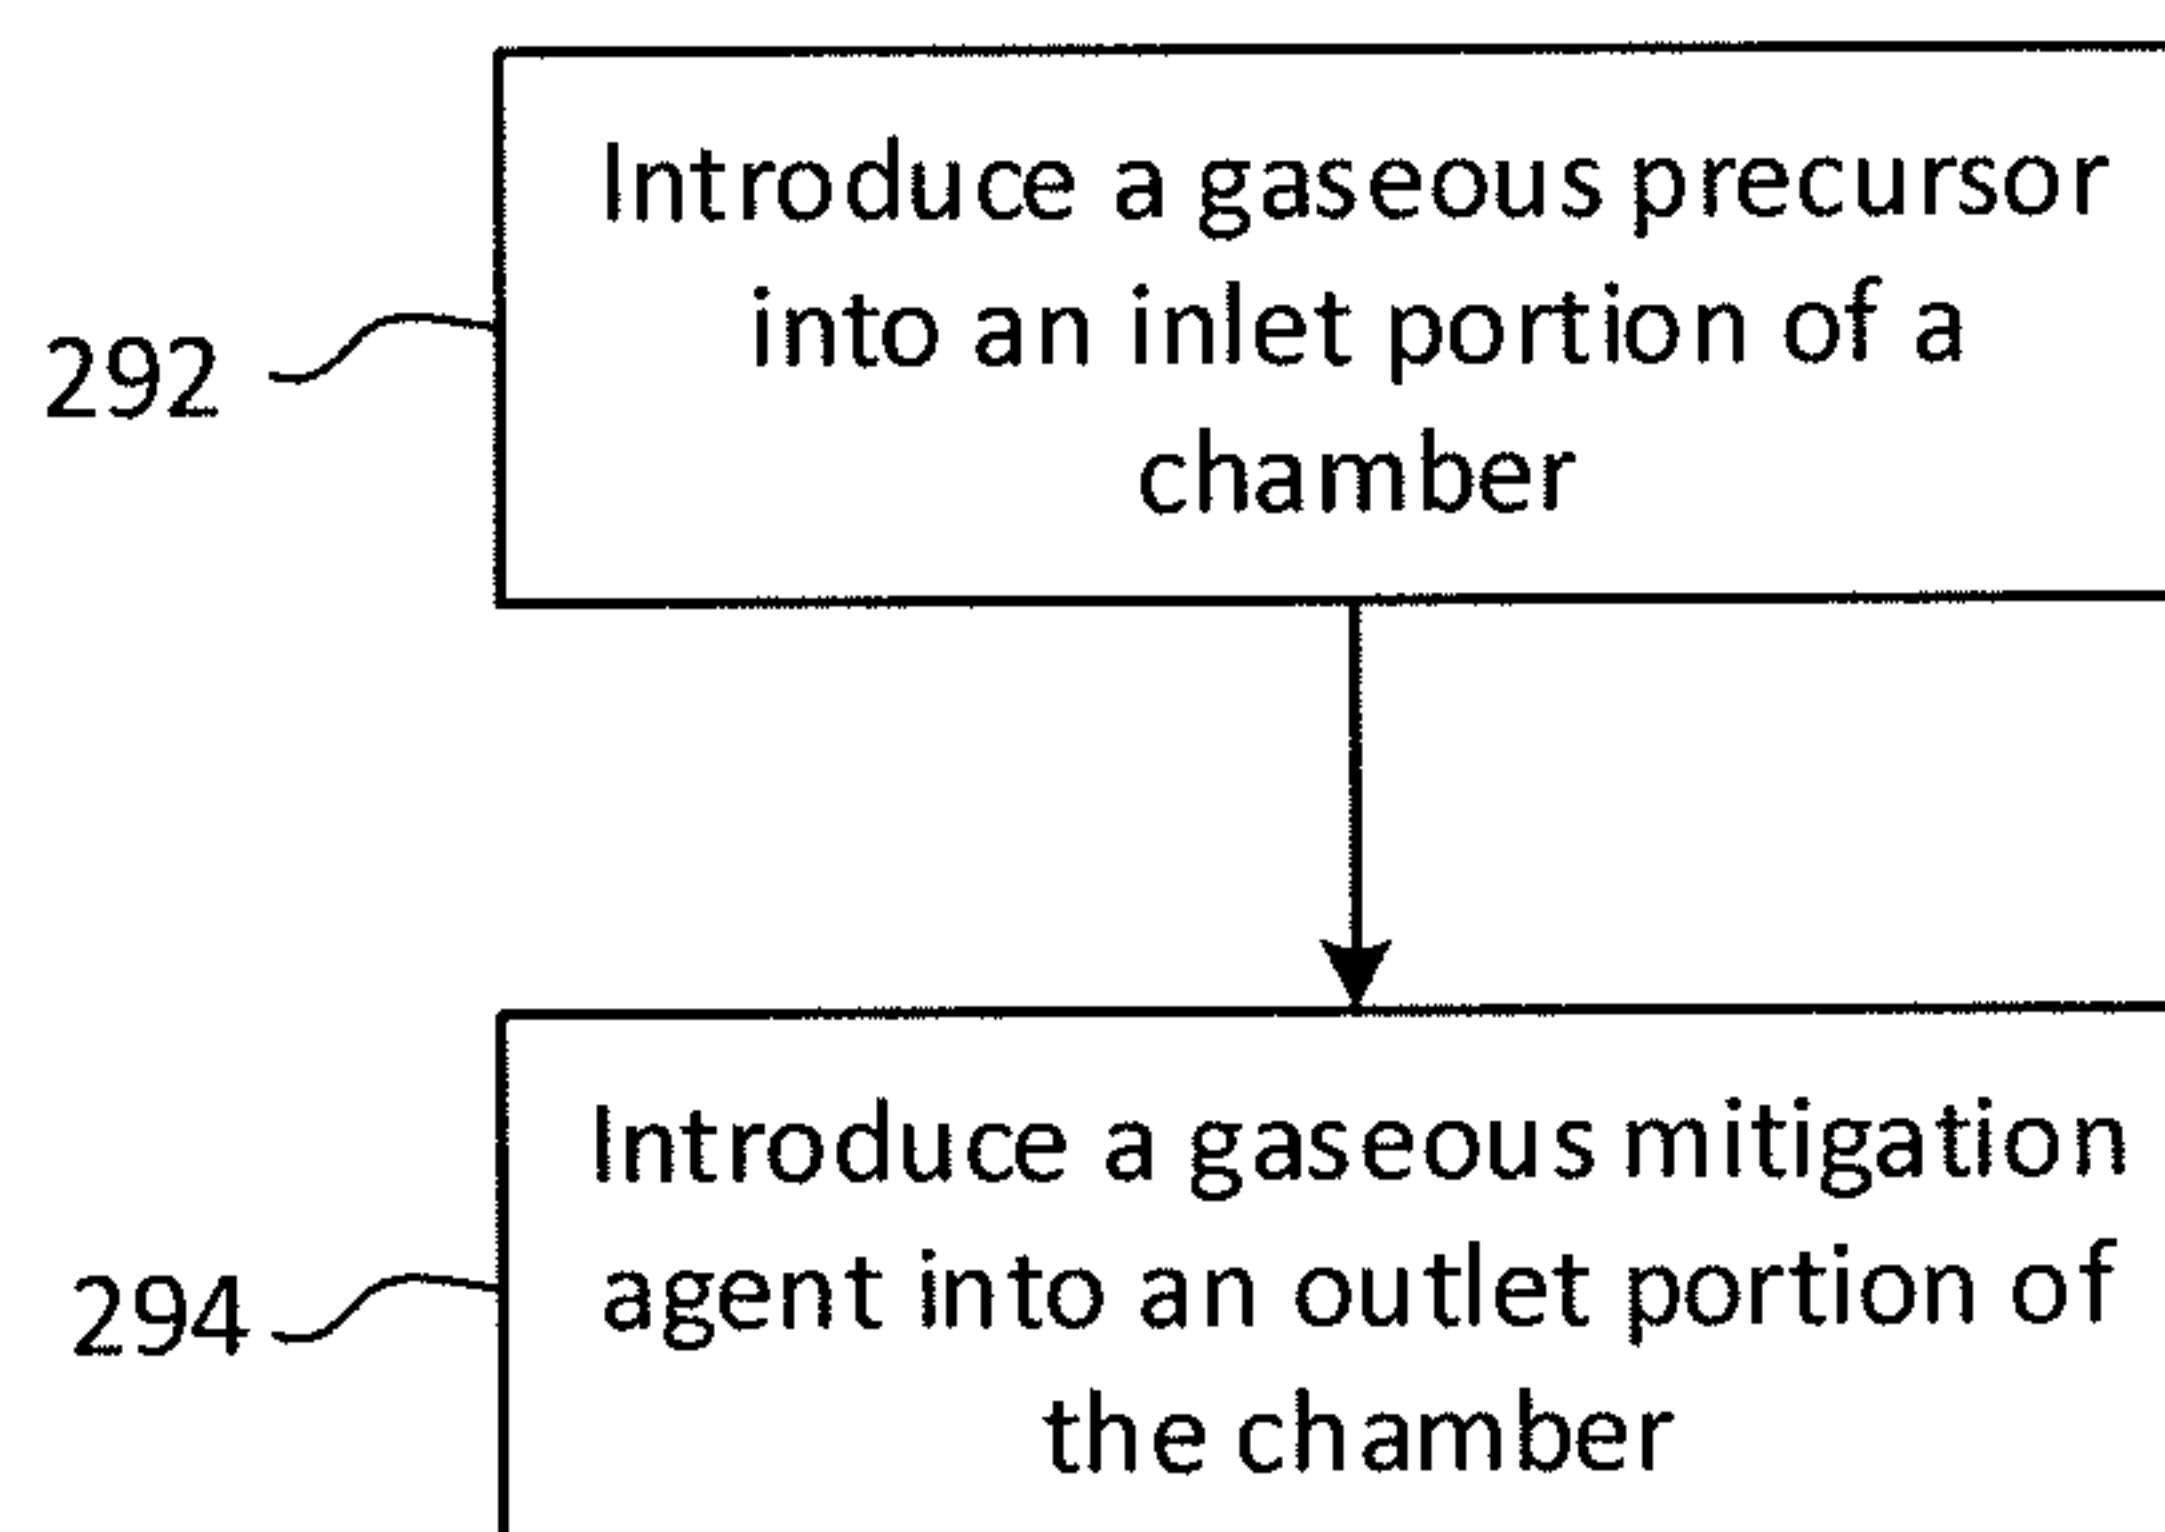 Introduce a gaseous precursor
into an inlet portion of a
chamber
292
Introduce a gaseous mitigation
agent into an outlet portion of
the chamber
294